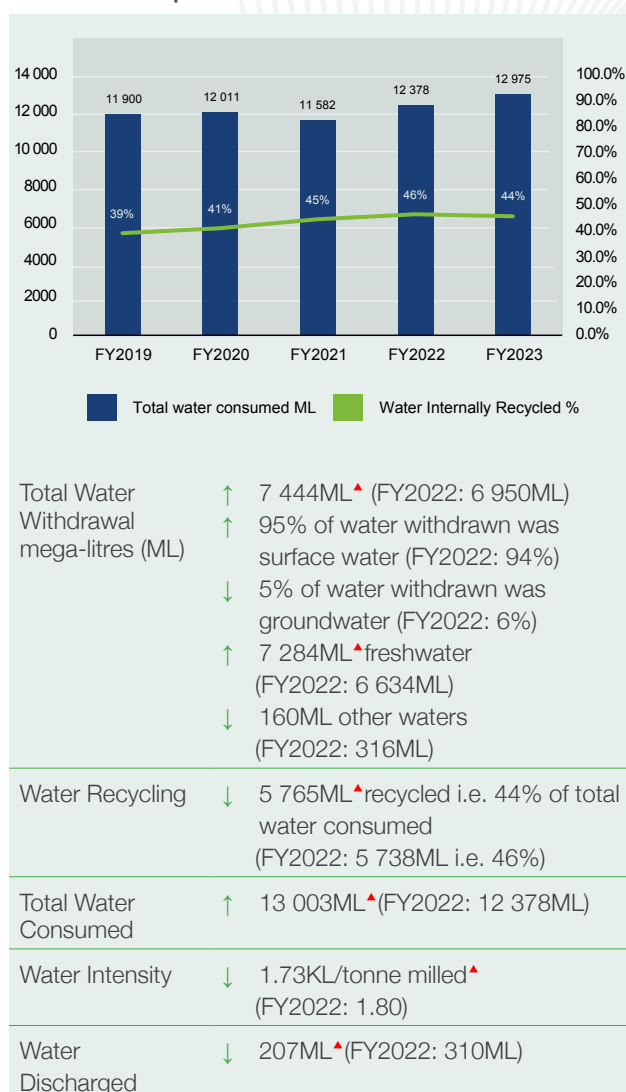 14 000
12 000
10 000
8000
6000
4000
2000
0
100.0%
90.0%
80.0%
70.0%
60.0%
50.0%
40.0%
30.0%
20.0%
10.0%
0.0%
11 900
12 011
11 582
12 378
12 975
39%
41%
45%
46%
44%
FY2019 FY2020 FY2021 FY2022 FY2023
Total water consumed ML Water Internally Recycled %
Total Water
Withdrawal
mega-litres (ML)
↑ 7 444ML▲ (FY2022: 6 950ML)
↑ 95% of water withdrawn was
surface water (FY2022: 94%)
↓ 5% of water withdrawn was
groundwater (FY2022: 6%)
↑ 7 284ML▲freshwater
(FY2022: 6 634ML)
↓ 160ML other waters
(FY2022: 316ML)
Water Recycling
↓ 5 765ML▲recycled i.e. 44% of total
water consumed
(FY2022: 5 738ML i.e. 46%)
Total Water
Consumed
↑ 13 003ML▲(FY2022: 12 378ML)
Water Intensity
↓ 1.73KL/tonne milled▲
(FY2022: 1.80)
Water
Discharged
↓ 207ML▲(FY2022: 310ML)